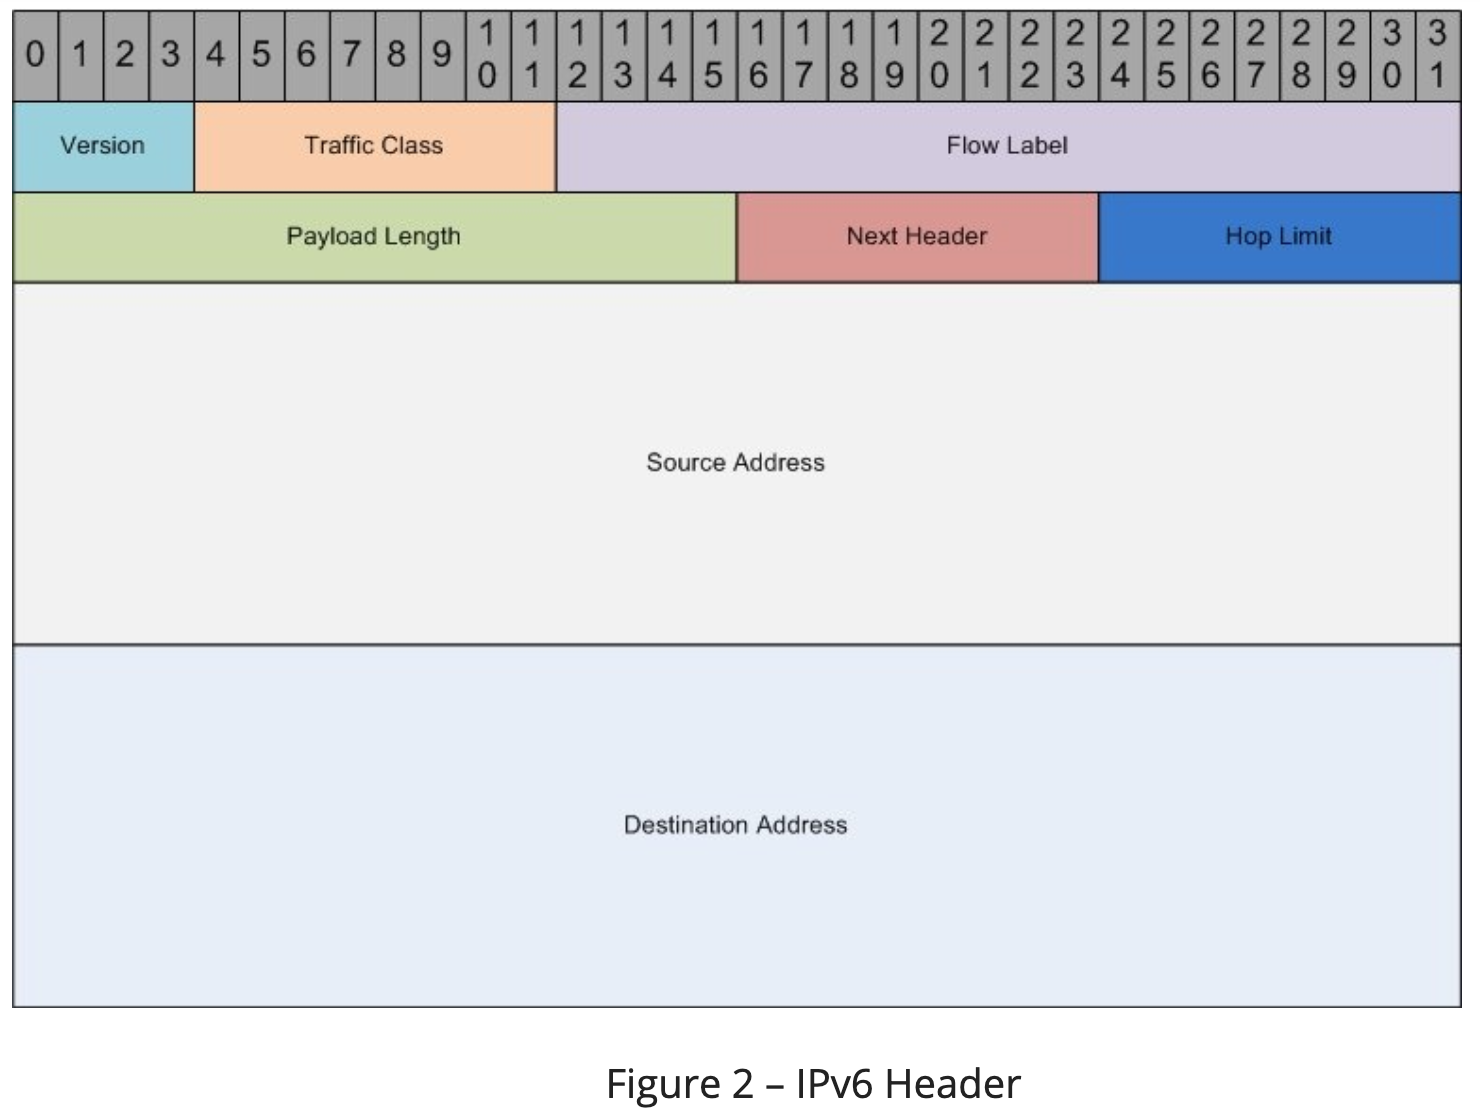 0 1 2 3 4 5 6 7 8 9 10 11 12 13 14 15 16 17 18 19 20 21 22 23 24 25 26 27 28 29 30 31
Version Traffic Class Flow Label
Payload Length Next Header Hop Limit
Source Address
Destination Address
Figure 2 – IPv6 Header